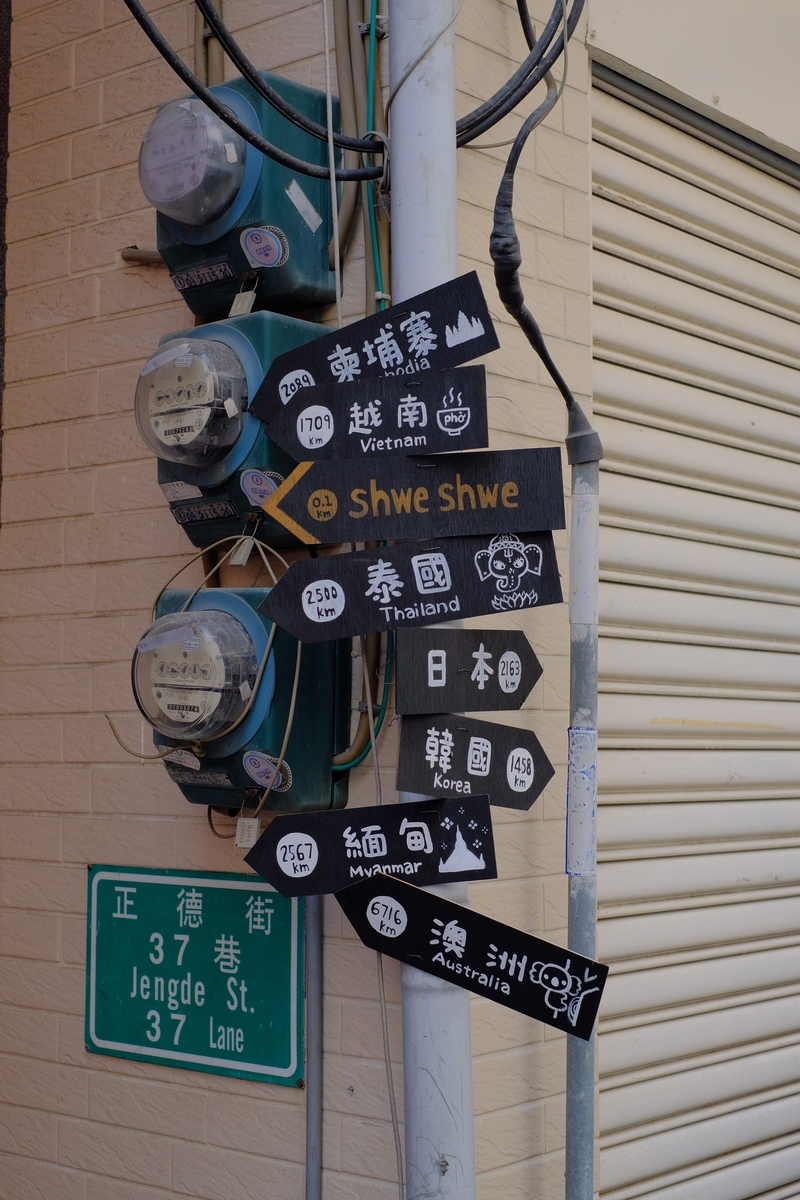 柬埔寨
2089
越南
1709
km
Vietnam
phở
0.1
km
shwe shwe
泰國
2500
km
Thailand
日本
2163
km
韓國
Korea
1458
km
緬甸
2567
km
Myanmar
澳洲
6716
km
Australia
正德街
37巷
Jengde St.
37 Lane